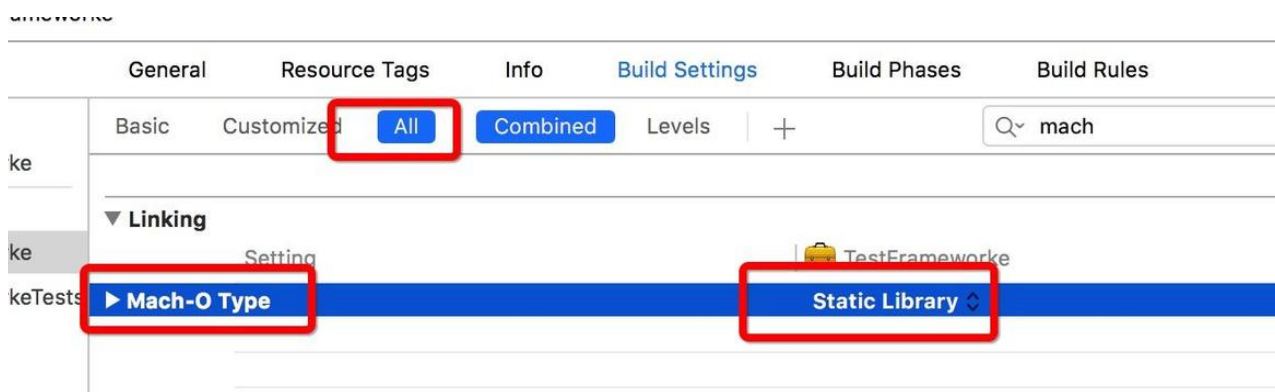 General Resource Tags Info Build Settings Build Phases Build Rules
Basic Customized All Combined Levels + mach
ke
Linking
ke Setting TestFrameworke
keTests Mach-O Type Static Library